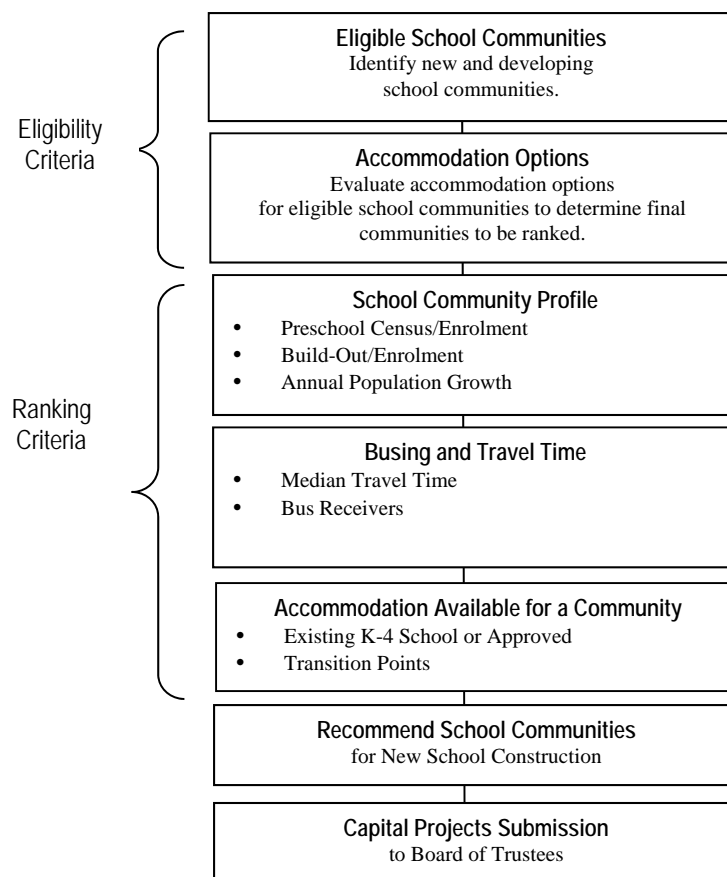 Eligible School Communities
Identify new and developing
school communities.
Eligibility
Criteria
Accommodation Options
Evaluate accommodation options
for eligible school communities to determine final
communities to be ranked.
School Community Profile
• Preschool Census/Enrolment
• Build-Out/Enrolment
• Annual Population Growth
Ranking
Criteria
Busing and Travel Time
• Median Travel Time
• Bus Receivers
Accommodation Available for a Community
• Existing K-4 School or Approved
• Transition Points
Recommend School Communities
for New School Construction
Capital Projects Submission
to Board of Trustees